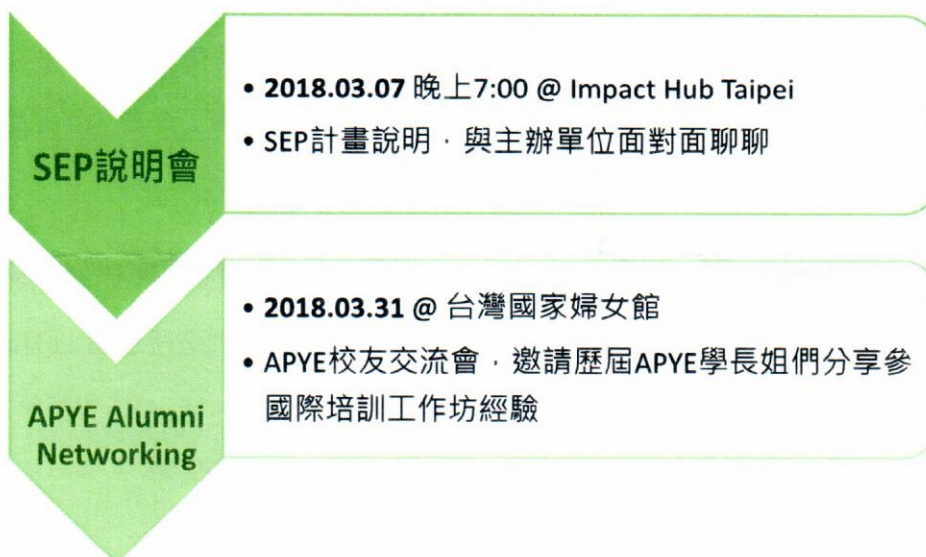 SEP說明會
• 2018.03.07 晚上7:00 @ Impact Hub Taipei
• SEP計畫說明，與主辦單位面對面聊聊
APYE Alumni
Networking
• 2018.03.31 @ 台灣國家婦女館
• APYE校友交流會，邀請歷屆APYE學長姐們分享參
國際培訓工作坊經驗